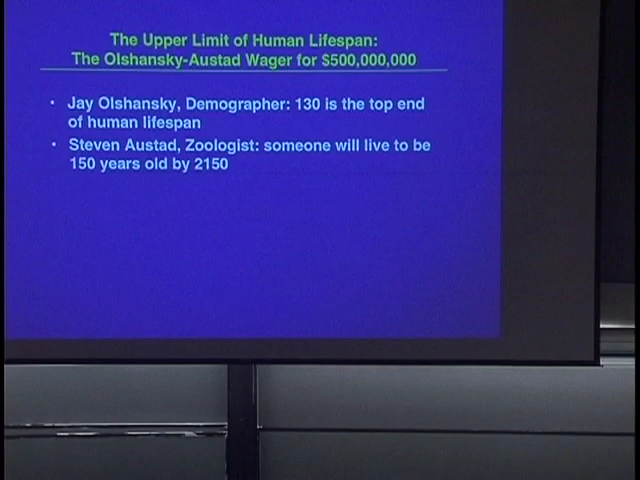 The Upper Limit of Human Lifespan:
The Olshansky-Austad Wager for $500,000,000
• Jay Olshansky, Demographer: 130 is the top end
of human lifespan
• Steven Austad, Zoologist: someone will live to be
150 years old by 2150